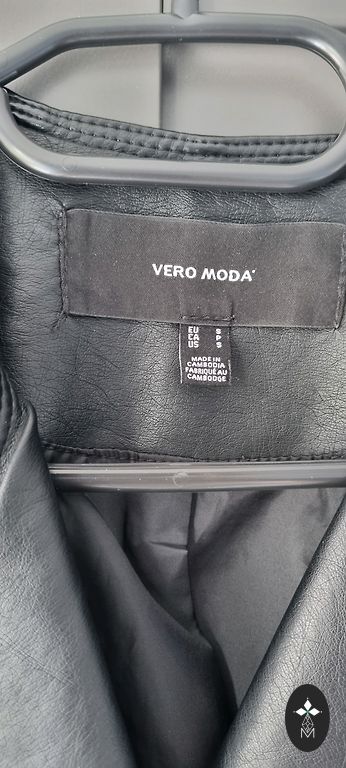 VERO MODA
EU S
CA P
US S
MADE IN
CAMBODIA
FABRIQUÉ AU
CAMBODGE
M